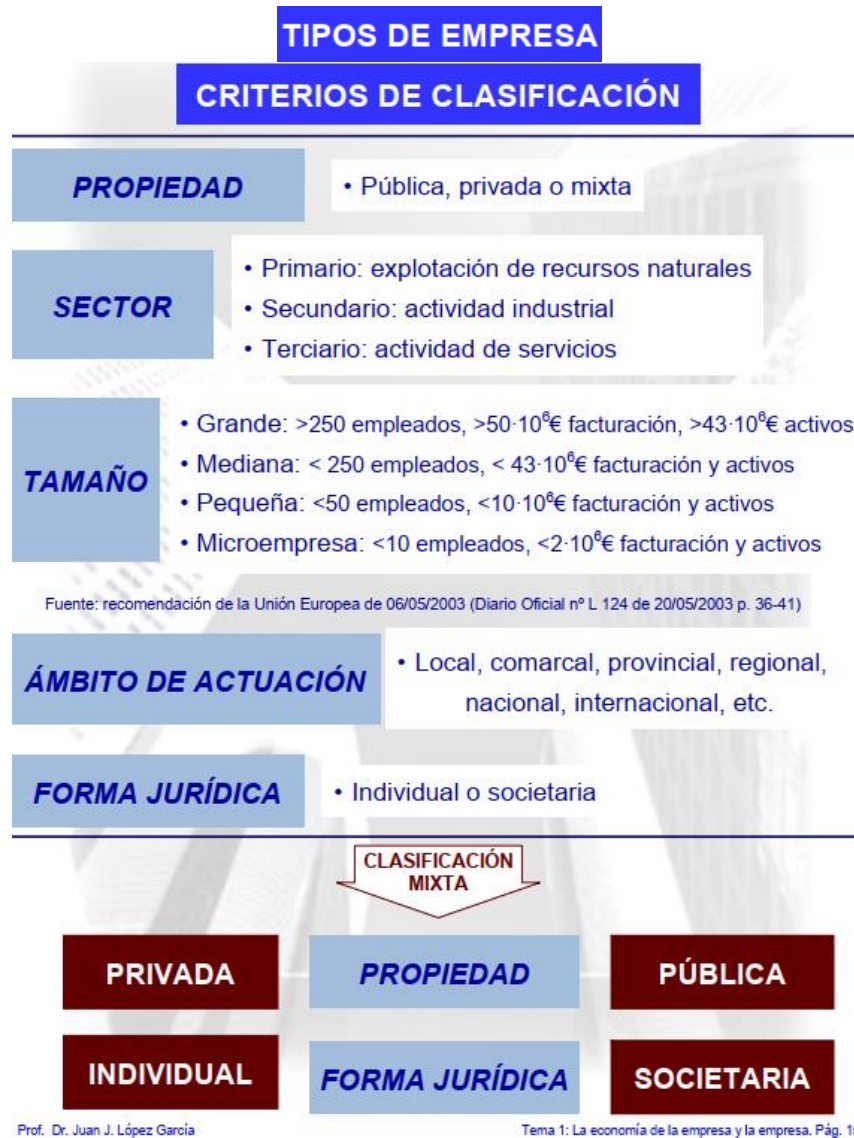 TIPOS DE EMPRESA
CRITERIOS DE CLASIFICACIÓN
PROPIEDAD
• Pública, privada o mixta
SECTOR
• Primario: explotación de recursos naturales
• Secundario: actividad industrial
• Terciario: actividad de servicios
TAMAÑO
• Grande: >250 empleados, >50·10⁶€ facturación, >43·10⁶€ activos
• Mediana: < 250 empleados, < 43·10⁶€ facturación y activos
• Pequeña: <50 empleados, <10·10⁶€ facturación y activos
• Microempresa: <10 empleados, <2·10⁶€ facturación y activos
Fuente: recomendación de la Unión Europea de 06/05/2003 (Diario Oficial nº L 124 de 20/05/2003 p. 36-41)
ÁMBITO DE ACTUACIÓN
• Local, comarcal, provincial, regional,
nacional, internacional, etc.
FORMA JURÍDICA
• Individual o societaria
CLASIFICACIÓN
MIXTA
PRIVADA PROPIEDAD PÚBLICA
INDIVIDUAL FORMA JURÍDICA SOCIETARIA
Prof. Dr. Juan J. López García Tema 1: La economía de la empresa y la empresa. Pág.